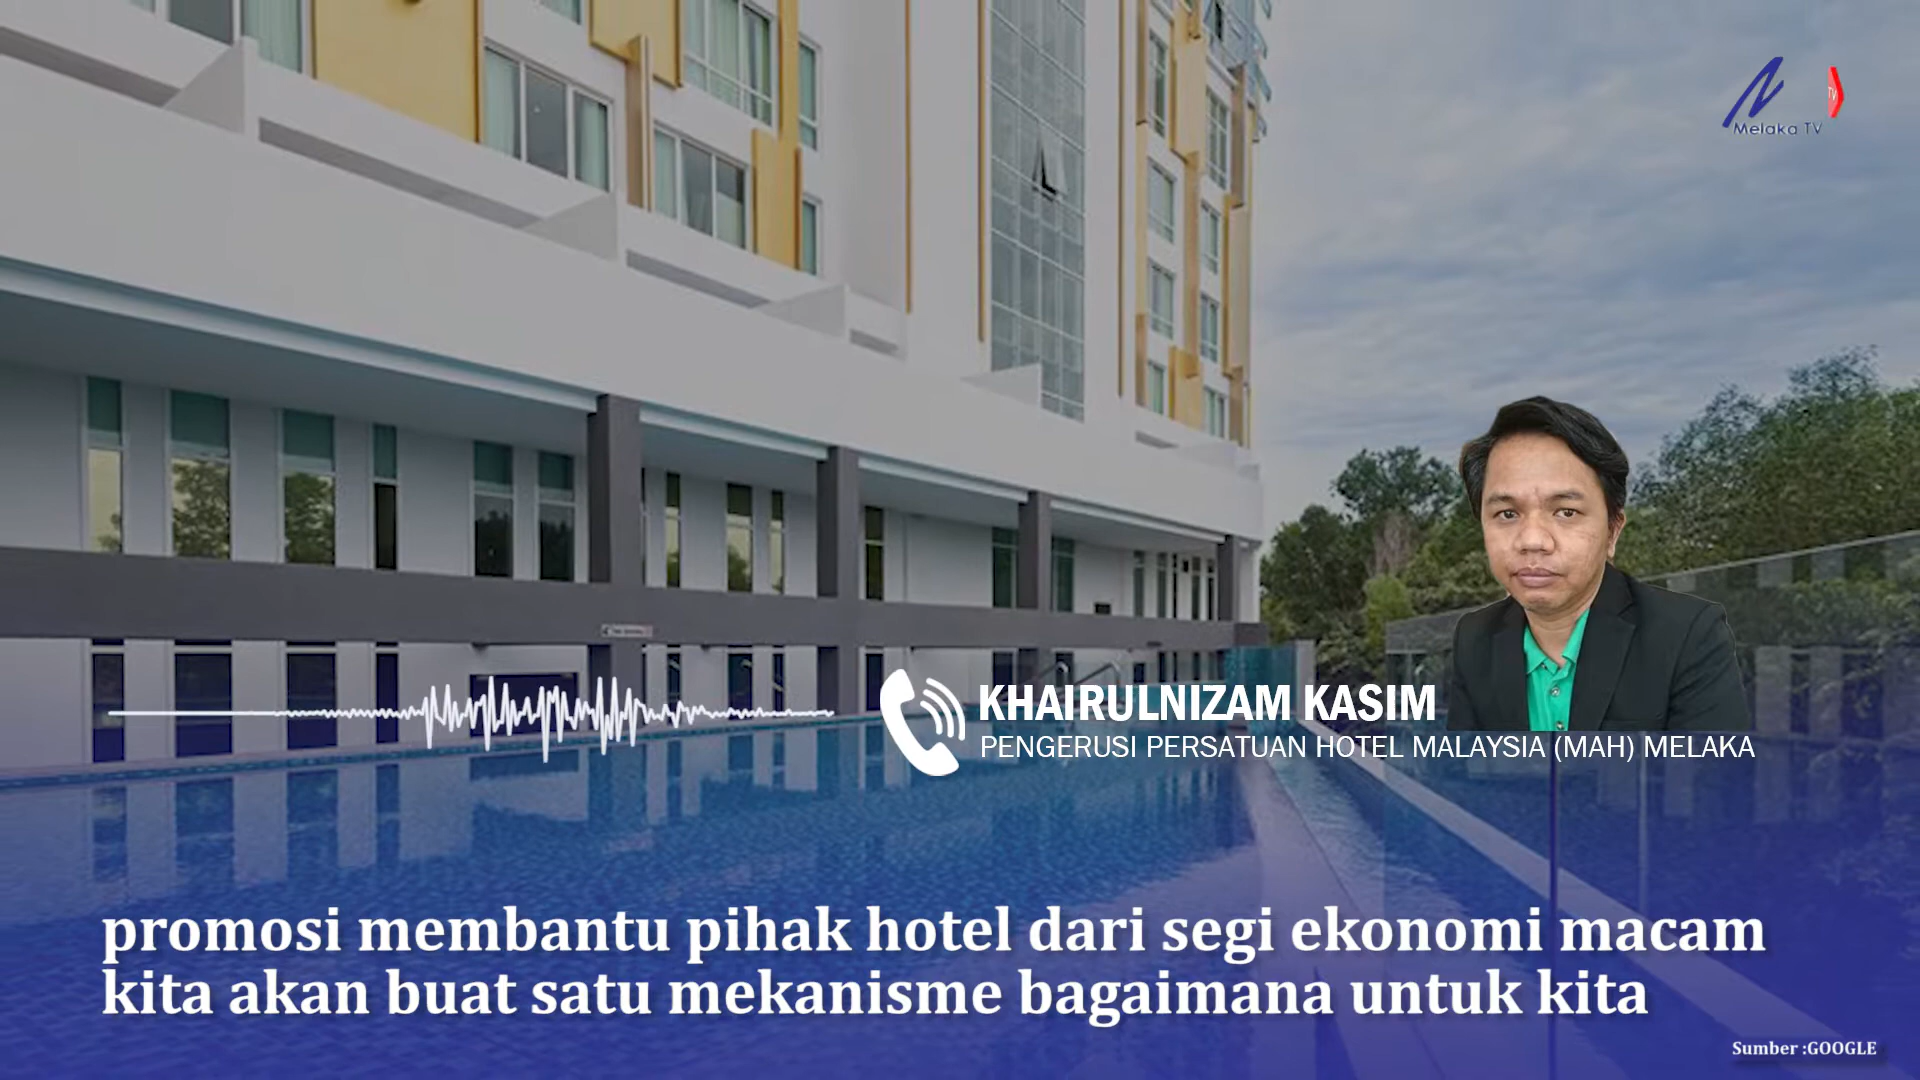 Melaka TV
TV
KHAIRULNIZAM KASIM
PENGERUSI PERSATUAN HOTEL MALAYSIA (MAH) MELAKA
promosi membantu pihak hotel dari segi ekonomi macam
kita akan buat satu mekanisme bagaimana untuk kita
Sumber :GOOGLE